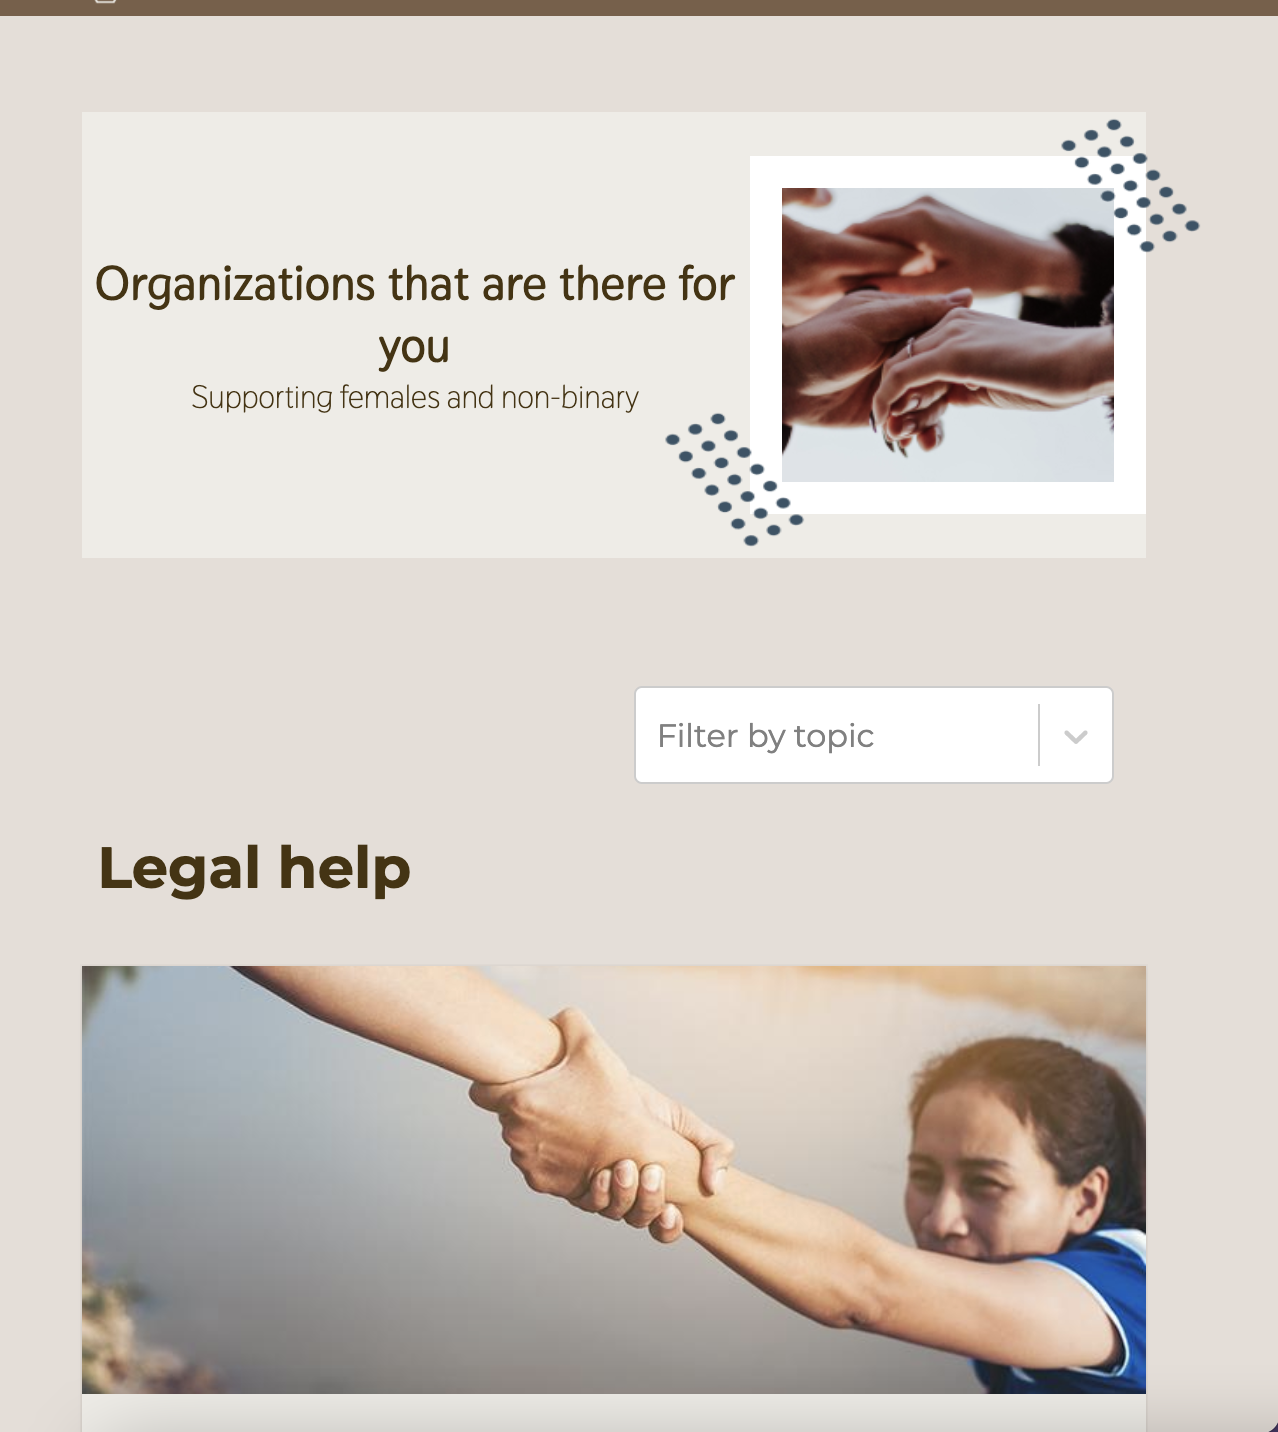 Organizations that are there for
you
Supporting females and non-binary
Filter by topic
Legal help